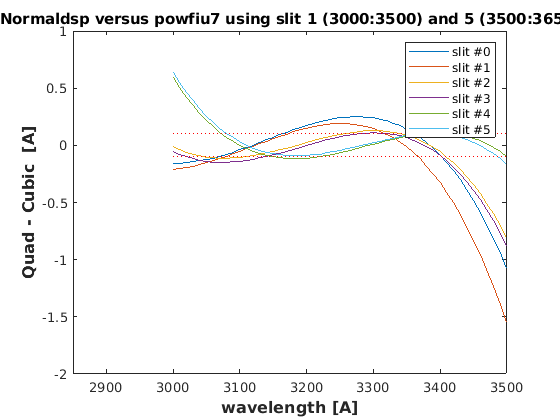 Normaldsp versus powfiu7 using slit 1 (3000:3500) and 5 (3500:365
1
0.5
0
-0.5
-1
-1.5
-2
Quad - Cubic [A]
slit #0
slit #1
slit #2
slit #3
slit #4
slit #5
2900 3000 3100 3200 3300 3400 3500
wavelength [A]